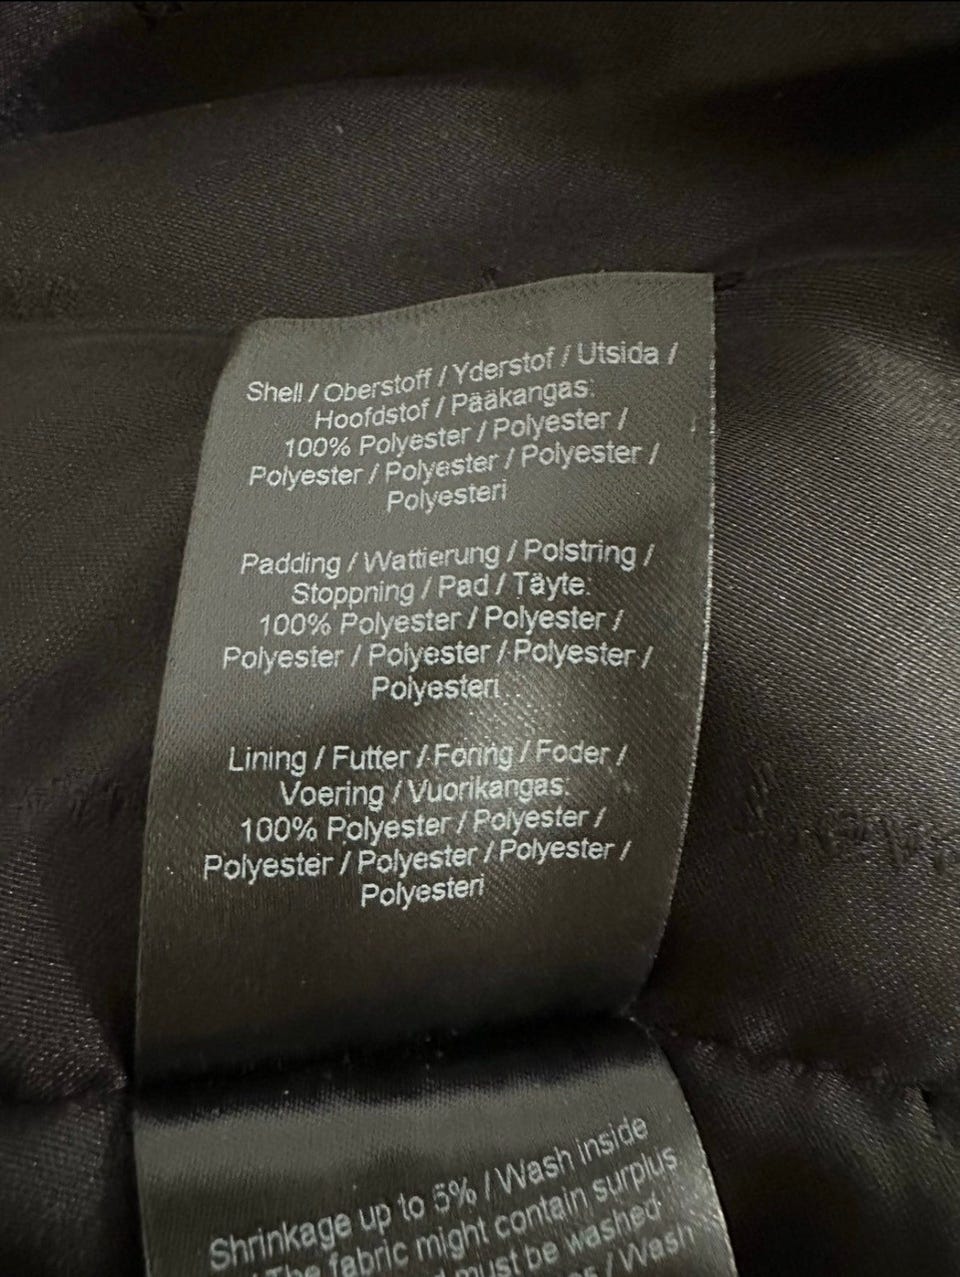 Shell / Oberstoff / Yderstof / Utsida /
Hoofdstof / Pääkangas:
100% Polyester / Polyester /
Polyester / Polyester / Polyester /
Polyesteri
Padding / Wattierung / Polstring /
Stoppning / Pad / Täyte:
100% Polyester / Polyester /
Polyester / Polyester / Polyester /
Polyesteri
Lining / Futter / Foring / Foder /
Voering / Vuorikangas:
100% Polyester / Polyester /
Polyester / Polyester / Polyester /
Polyesteri
Shrinkage up to 5% / Wash inside
/ The fabric might contain surplus
must be washed
/ Wash